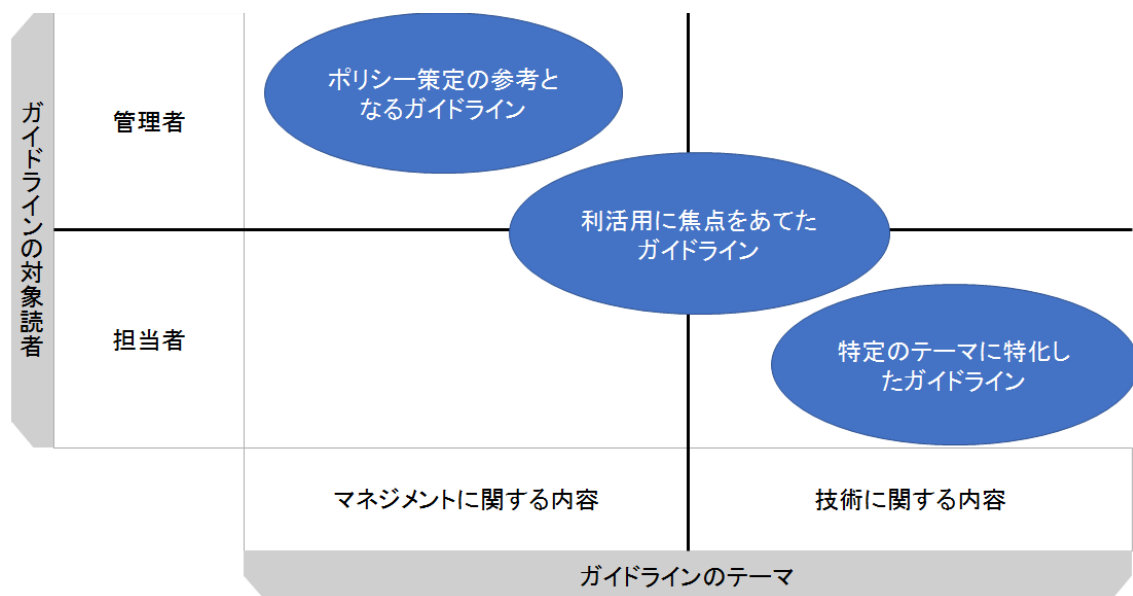 ガイドラインの対象読者
管理者
ポリシー策定の参考と
なるガイドライン
利活用に焦点をあてた
ガイドライン
担当者
特定のテーマに特化し
たガイドライン
マネジメントに関する内容
技術に関する内容
ガイドラインのテーマ